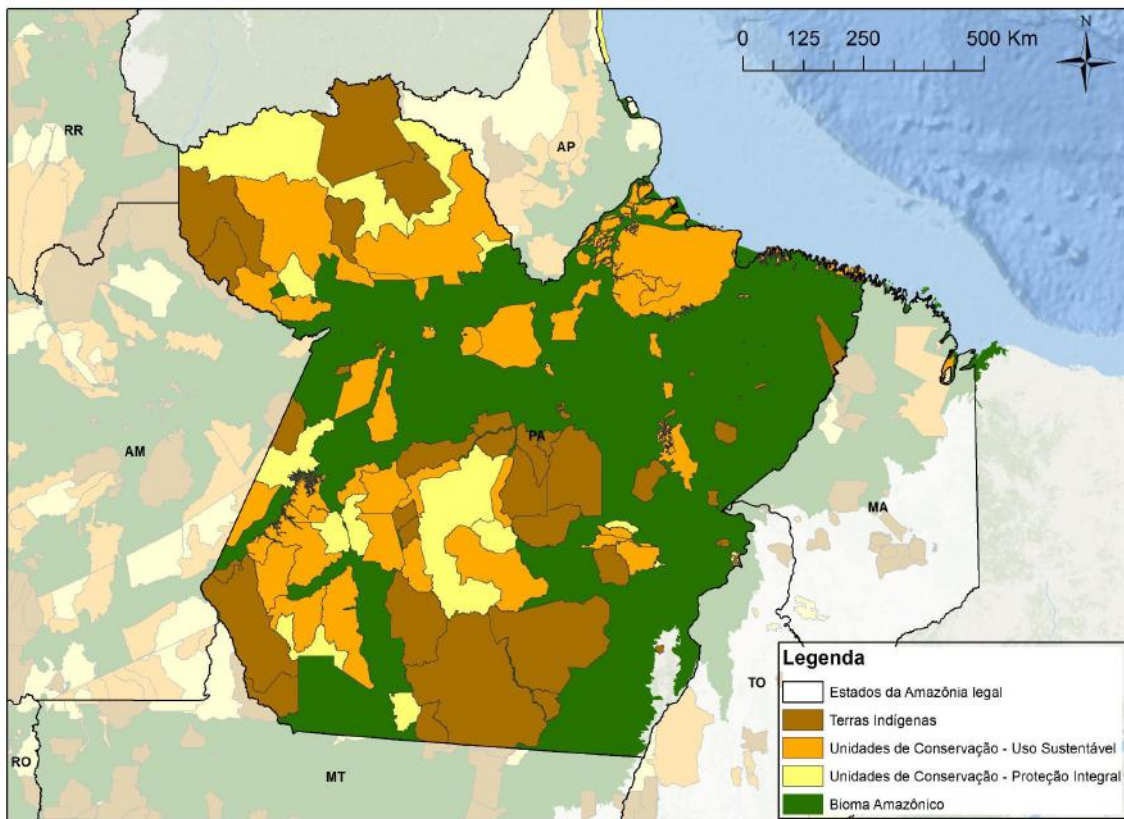 N
0 125 250 500 Km
RR
AP
AM
PA
MA
TO
RO
MT
Legenda
Estados da Amazônia legal
Terras Indígenas
Unidades de Conservação - Uso Sustentável
Unidades de Conservação - Proteção Integral
Bioma Amazônico